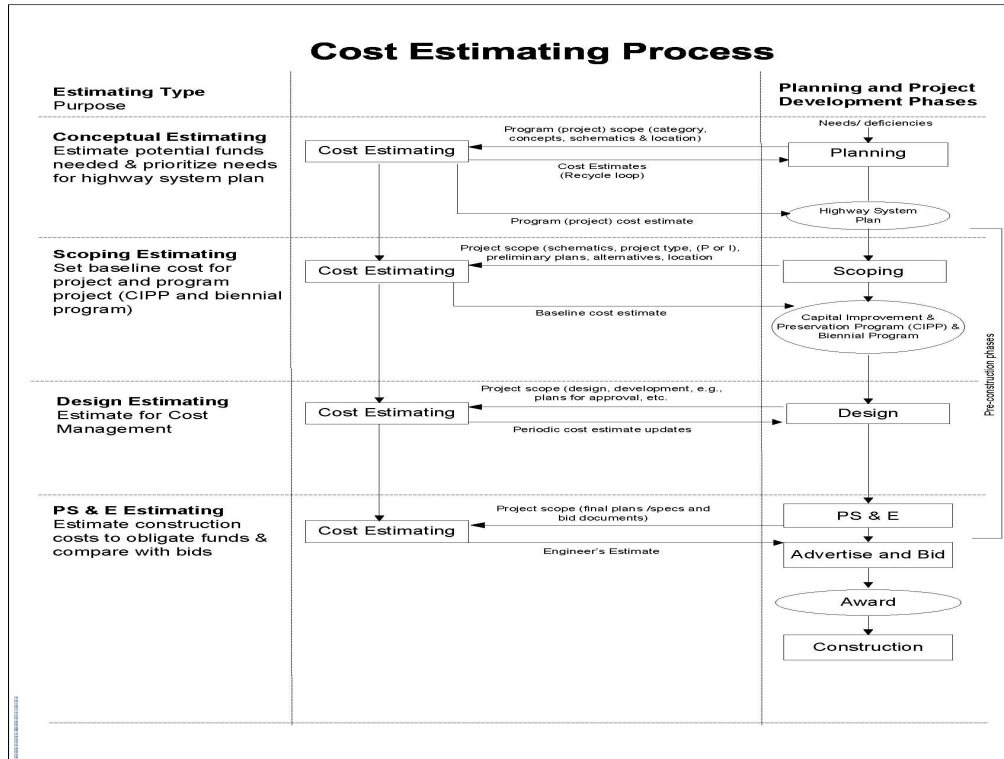 Cost Estimating Process
Estimating Type
Purpose
Planning and Project
Development Phases
Conceptual Estimating
Estimate potential funds
needed & prioritize needs
for highway system plan
Cost Estimating
Program (project) scope (category,
concepts, schematics & location)
Cost Estimates
(Recycle loop)
Program (project) cost estimate
Needs/ deficiencies
Planning
Highway System
Plan
Scoping Estimating
Set baseline cost for
project and program
project (CIPP and biennial
program)
Cost Estimating
Project scope (schematics, project type, (P or I),
preliminary plans, alternatives, location
Baseline cost estimate
Scoping
Capital Improvement &
Preservation Program (CIPP) &
Biennial Program
Pre-construction phases
Design Estimating
Estimate for Cost
Management
Cost Estimating
Project scope (design, development, e.g.,
plans for approval, etc.
Periodic cost estimate updates
Design
PS & E Estimating
Estimate construction
costs to obligate funds &
compare with bids
Cost Estimating
Project scope (final plans /specs and
bid documents)
Engineer's Estimate
PS & E
Advertise and Bid
Award
Construction